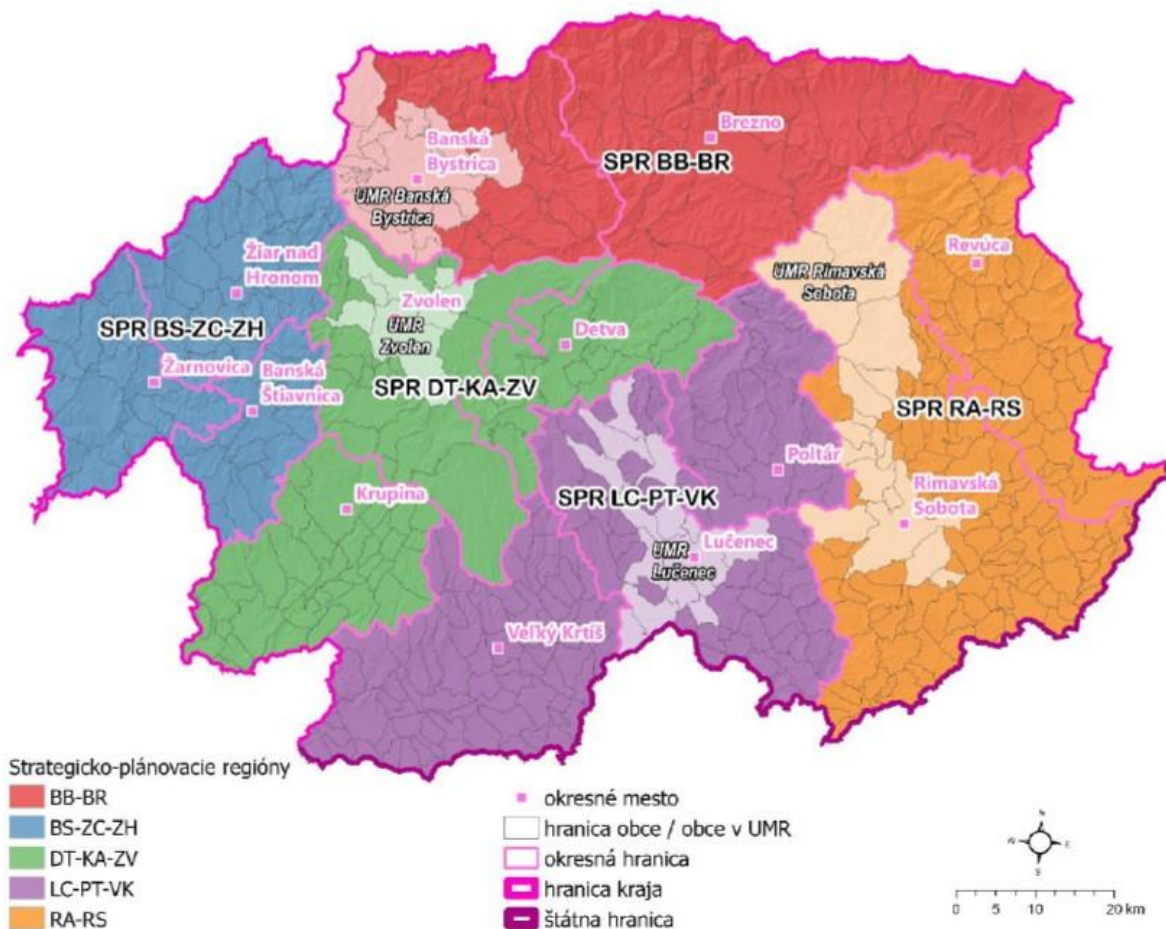 Brezno
Banská
Bystrica
SPR BB-BR
UMR Banská
Bystrica
Revúca
Žiar nad
Hronom
UMR Rimavská
Sobota
Zvolen
UMR
Zvolen
SPR BS-ZC-ZH
Detva
Žarnovica
Banská
Štiavnica
SPR DT-KA-ZV
SPR RA-RS
Poltár
Krupina
SPR LC-PT-VK
Rimavská
Sobota
Lučenec
UMR
Lučenec
Veľký Krtíš
Strategicko-plánovacie regióny
BB-BR
BS-ZC-ZH
DT-KA-ZV
LC-PT-VK
RA-RS
okresné mesto
hranica obce / obce v UMR
okresná hranica
hranica kraja
štátna hranica
N
W
E
S
0 5 10 20 km